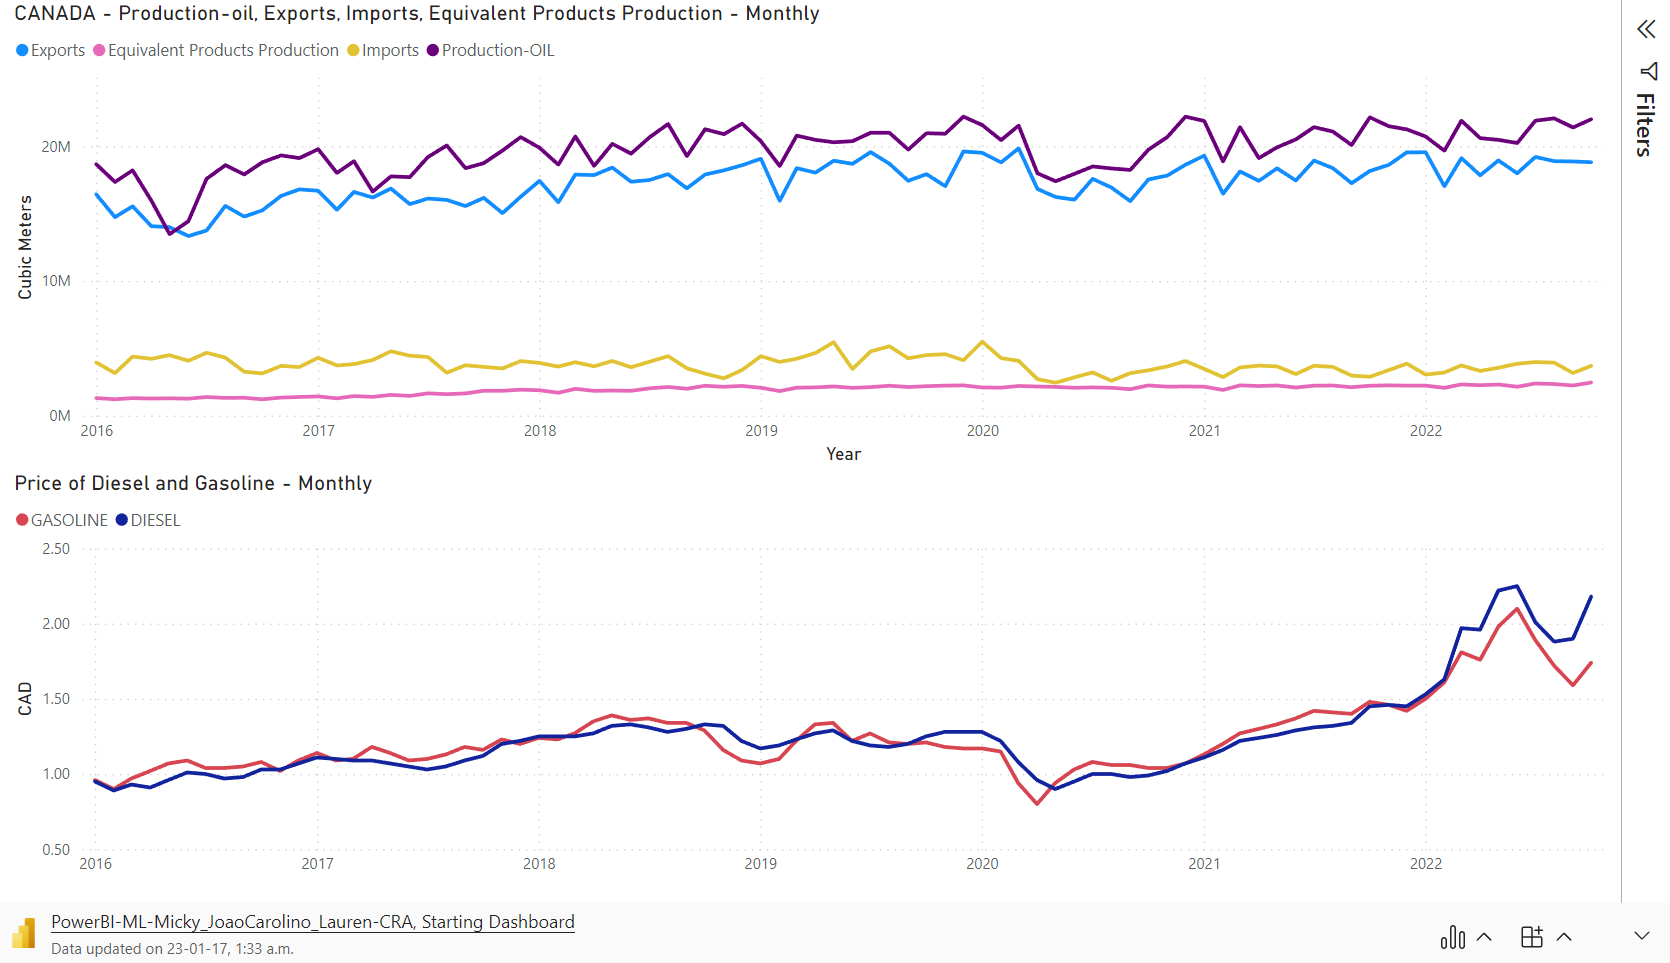 CANADA - Production-oil, Exports, Imports, Equivalent Products Production - Monthly
Exports Equivalent Products Production Imports Production-OIL
Filters
20M
10M
0M
Cubic Meters
2016 2017 2018 2019 2020 2021 2022
Year
Price of Diesel and Gasoline - Monthly
GASOLINE DIESEL
2.50
2.00
1.50
1.00
0.50
CAD
2016 2017 2018 2019 2020 2021 2022
PowerBI-ML-Micky_JoaoCarolino_Lauren-CRA, Starting Dashboard
Data updated on 23-01-17, 1:33 a.m.